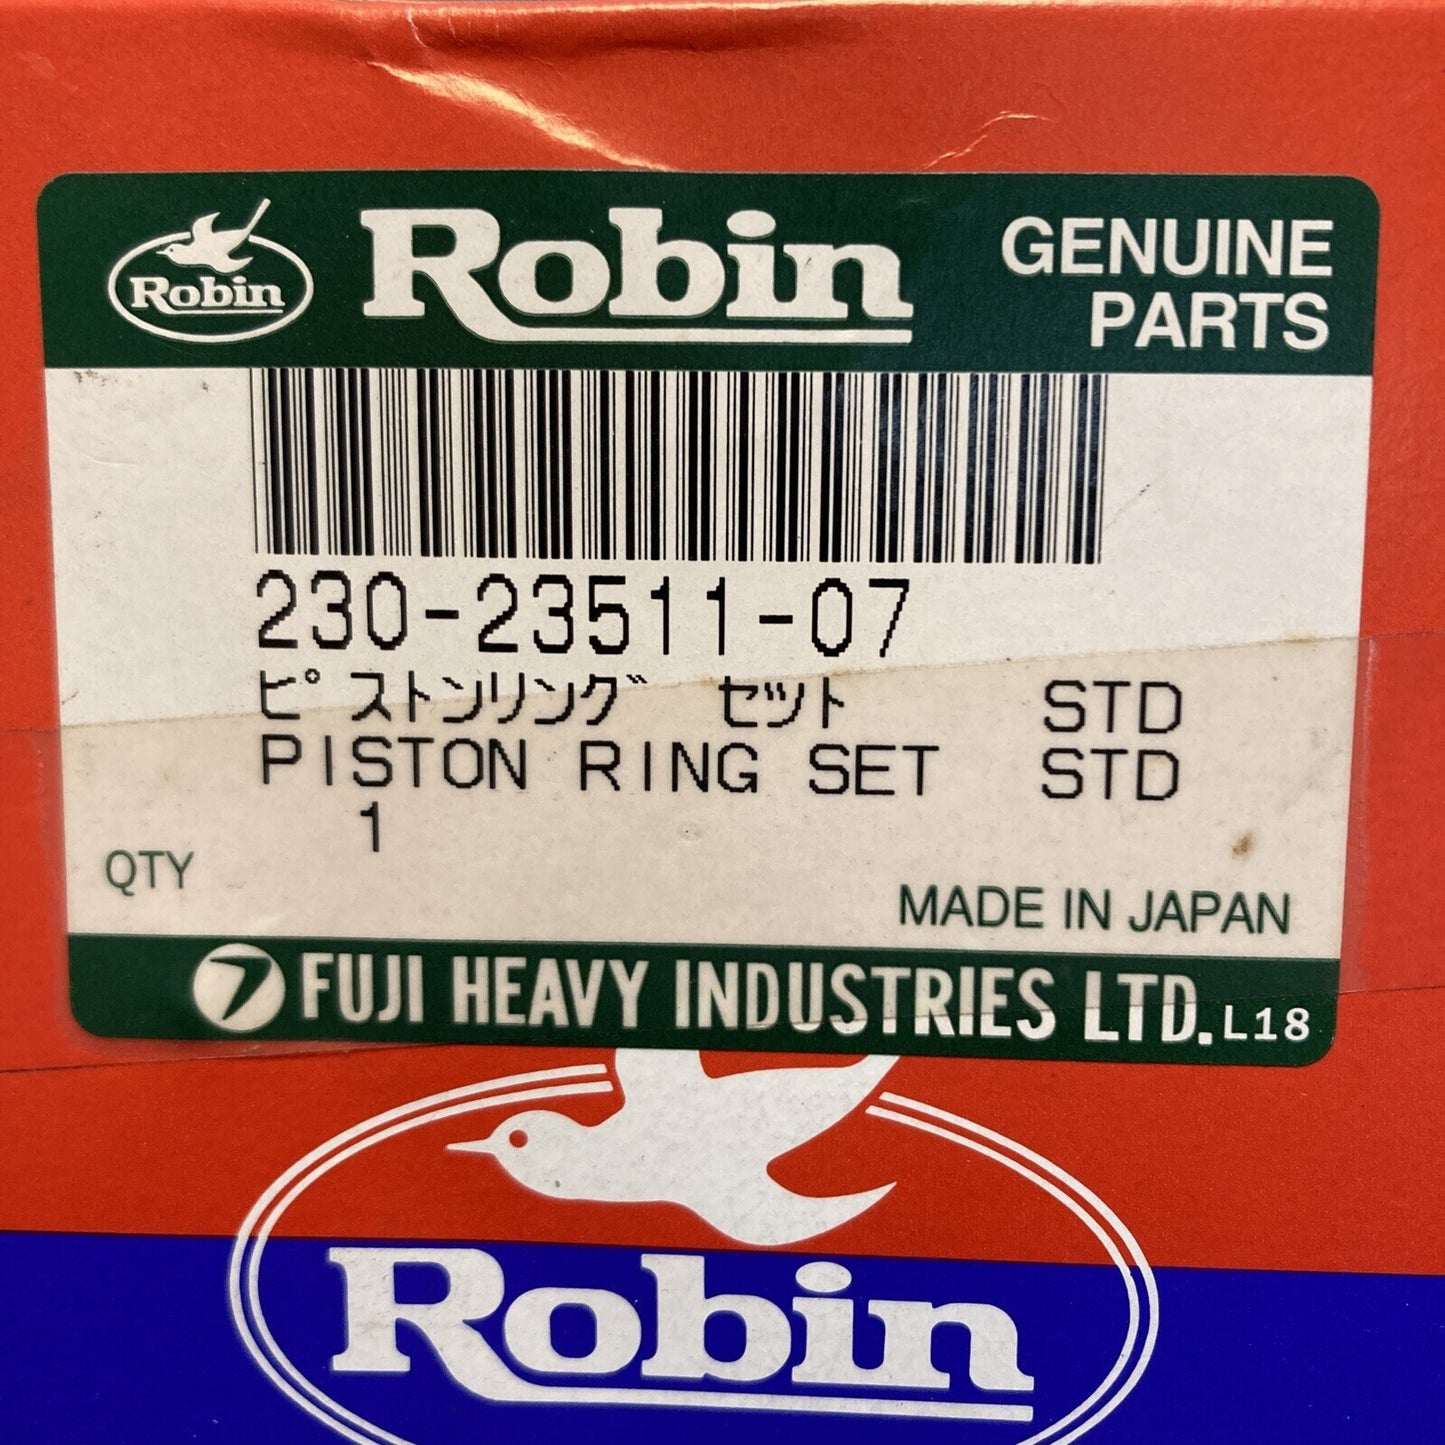 Robin
Robin
GENUINE
PARTS
230-23511-07
ピストンリング セット STD
PISTON RING SET STD
1
QTY
MADE IN JAPAN
FUJI HEAVY INDUSTRIES LTD. L18
Robin